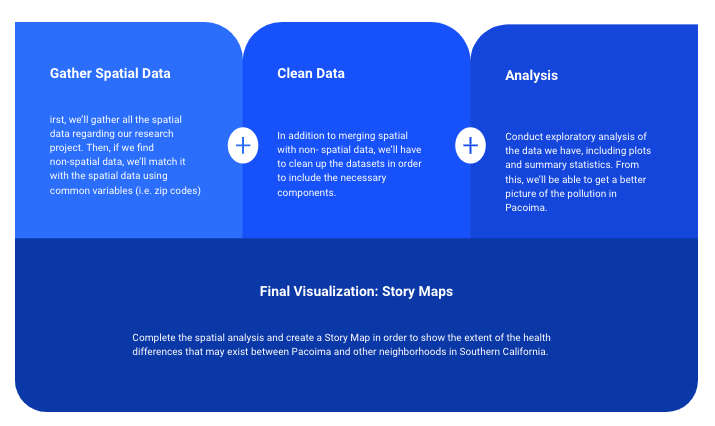 Gather Spatial Data
irst, we'll gather all the spatial
data regarding our research
project. Then, if we find
non-spatial data, we'll match it
with the spatial data using
common variables (i.e. zip codes)
Clean Data
In addition to merging spatial
with non- spatial data, we'll have
to clean up the datasets in order
to include the necessary
components.
Analysis
Conduct exploratory analysis of
the data we have, including plots
and summary statistics. From
this, we'll be able to get a better
picture of the pollution in
Pacoima.
Final Visualization: Story Maps
Complete the spatial analysis and create a Story Map in order to show the extent of the health
differences that may exist between Pacoima and other neighborhoods in Southern California.